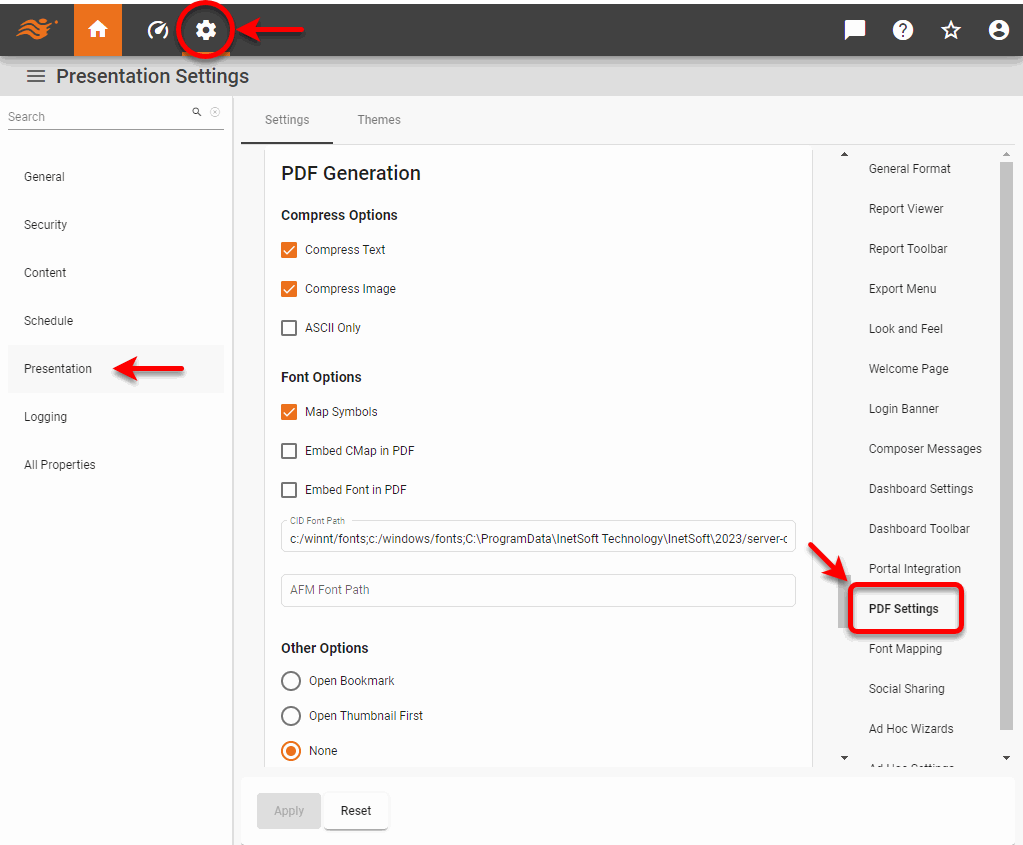 Presentation Settings
Search
General
Security
Content
Schedule
Presentation
Logging
All Properties
Settings
Themes
PDF Generation
Compress Options
Compress Text
Compress Image
ASCII Only
Font Options
Map Symbols
Embed CMap in PDF
Embed Font in PDF
CID Font Path
c:/winnt/fonts;c:/windows/fonts;C:\ProgramData\InetSoft Technology\InetSoft\2023/server-c
AFM Font Path
Other Options
Open Bookmark
Open Thumbnail First
None
Apply
Reset
General Format
Report Viewer
Report Toolbar
Export Menu
Look and Feel
Welcome Page
Login Banner
Composer Messages
Dashboard Settings
Dashboard Toolbar
Portal Integration
PDF Settings
Font Mapping
Social Sharing
Ad Hoc Wizards
Ad Hoc Settings